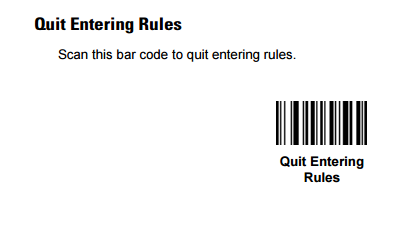 Quit Entering Rules
Scan this bar code to quit entering rules.
Quit Entering
Rules